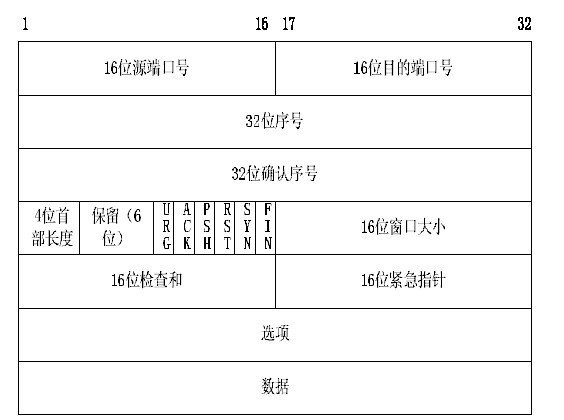 1 16 17 32
16位源端口号 16位目的端口号
32位序号
32位确认序号
4位首部长度 保留（6位） URG ACK PSH RST SYN FIN 16位窗口大小
16位检查和 16位紧急指针
选项
数据